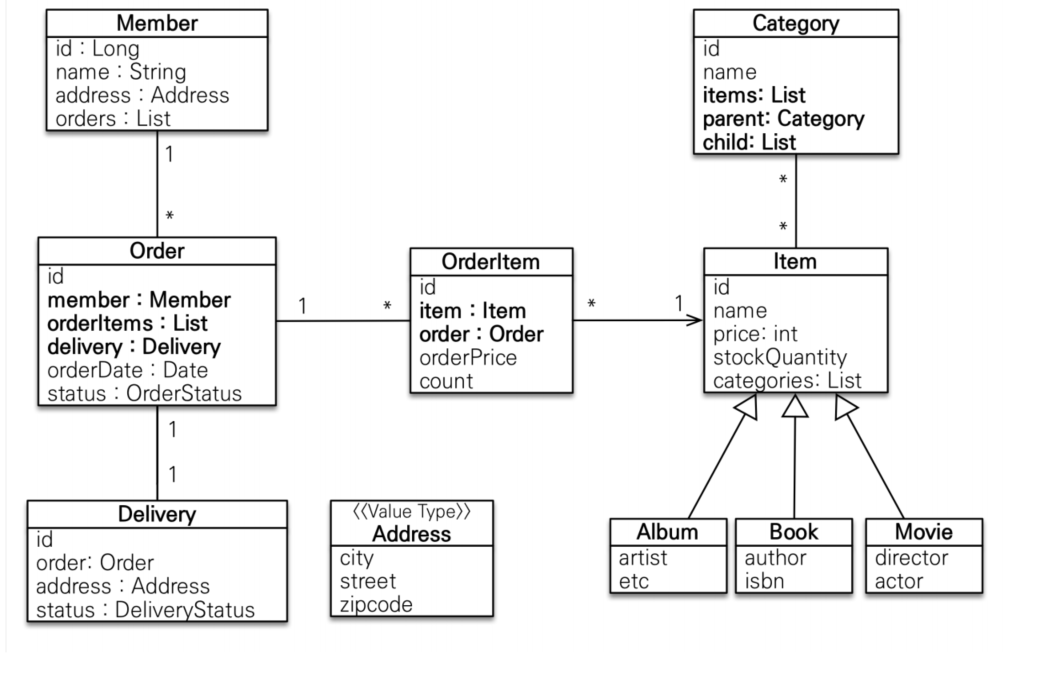 Member
id : Long
name : String
address : Address
orders : List
Category
id
name
items: List
parent: Category
child: List
1
*
*
*
Order
id
member : Member
orderItems : List
delivery : Delivery
orderDate : Date
status : OrderStatus
1
*
OrderItem
id
item : Item
order : Order
orderPrice
count
*
1
Item
id
name
price: int
stockQuantity
categories: List
1
1
Delivery
id
order: Order
address : Address
status : DeliveryStatus
<<Value Type>>
Address
city
street
zipcode
Album
artist
etc
Book
author
isbn
Movie
director
actor